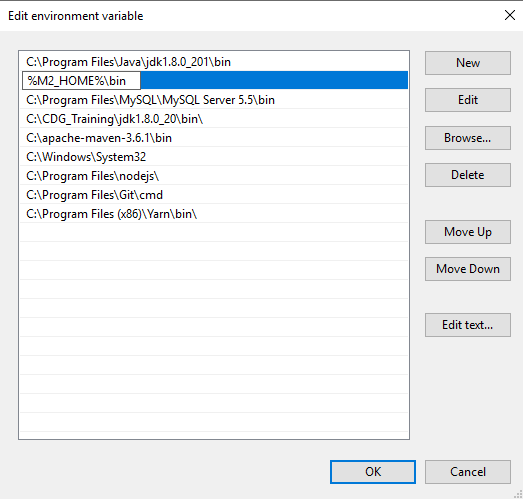 Edit environment variable
C:\Program Files\Java\jdk1.8.0_201\bin
%M2_HOME%\bin
C:\Program Files\MySQL\MySQL Server 5.5\bin
C:\CDG_Training\jdk1.8.0_20\bin\
C:\apache-maven-3.6.1\bin
C:\Windows\System32
C:\Program Files\nodejs\
C:\Program Files\Git\cmd
C:\Program Files (x86)\Yarn\bin\
New
Edit
Browse...
Delete
Move Up
Move Down
Edit text...
OK
Cancel